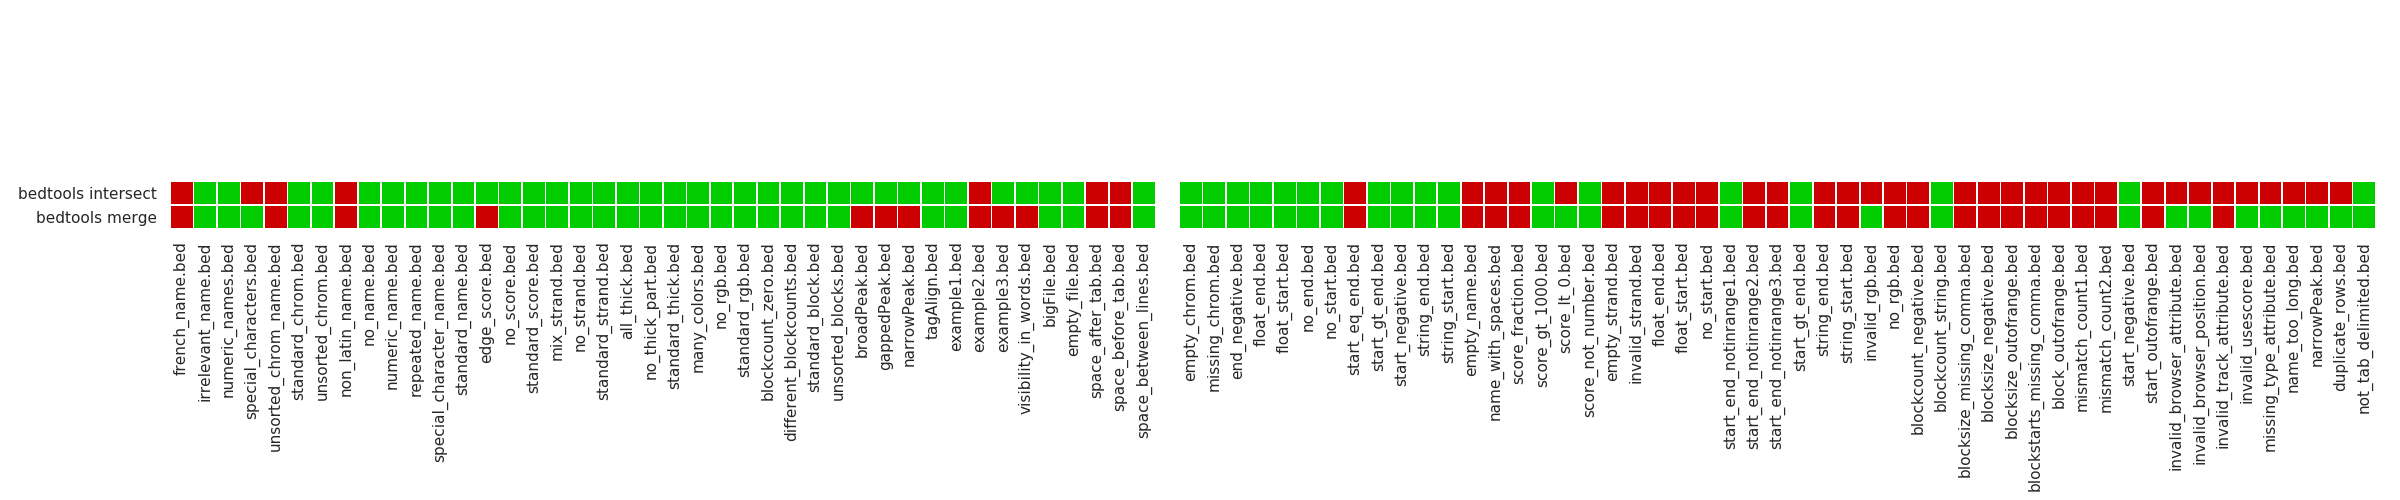 bedtools intersect
bedtools merge
french_name.bed
irrelevant_name.bed
numeric_names.bed
special_characters.bed
unsorted_chrom_name.bed
standard_chrom.bed
unsorted_chrom.bed
non_latin_name.bed
no_name.bed
numeric_name.bed
repeated_name.bed
special_character_name.bed
standard_name.bed
edge_score.bed
no_score.bed
standard_score.bed
mix_strand.bed
no_strand.bed
standard_strand.bed
all_thick.bed
no_thick_part.bed
standard_thick.bed
many_colors.bed
no_rgb.bed
standard_rgb.bed
blockcount_zero.bed
different_blockcounts.bed
standard_block.bed
unsorted_blocks.bed
broadPeak.bed
gappedPeak.bed
narrowPeak.bed
tagAlign.bed
example1.bed
example2.bed
example3.bed
visibility_in_words.bed
bigFile.bed
empty_file.bed
space_after_tab.bed
space_before_tab.bed
space_between_lines.bed
empty_chrom.bed
missing_chrom.bed
end_negative.bed
float_end.bed
float_start.bed
no_end.bed
no_start.bed
start_eq_end.bed
start_gt_end.bed
start_negative.bed
string_end.bed
string_start.bed
empty_name.bed
name_with_spaces.bed
score_fraction.bed
score_gt_1000.bed
score_lt_0.bed
score_not_number.bed
empty_strand.bed
invalid_strand.bed
float_end.bed
float_start.bed
no_start.bed
start_end_notinrange1.bed
start_end_notinrange2.bed
start_end_notinrange3.bed
start_gt_end.bed
string_end.bed
string_start.bed
invalid_rgb.bed
no_rgb.bed
blockcount_negative.bed
blockcount_string.bed
blocksize_missing_comma.bed
blocksize_negative.bed
blocksize_outofrange.bed
blockstarts_missing_comma.bed
block_outofrange.bed
mismatch_count1.bed
mismatch_count2.bed
start_negative.bed
start_outofrange.bed
invalid_browser_attribute.bed
invalid_browser_position.bed
invalid_track_attribute.bed
invalid_usescore.bed
missing_type_attribute.bed
name_too_long.bed
narrowPeak.bed
duplicate_rows.bed
not_tab_delimited.bed